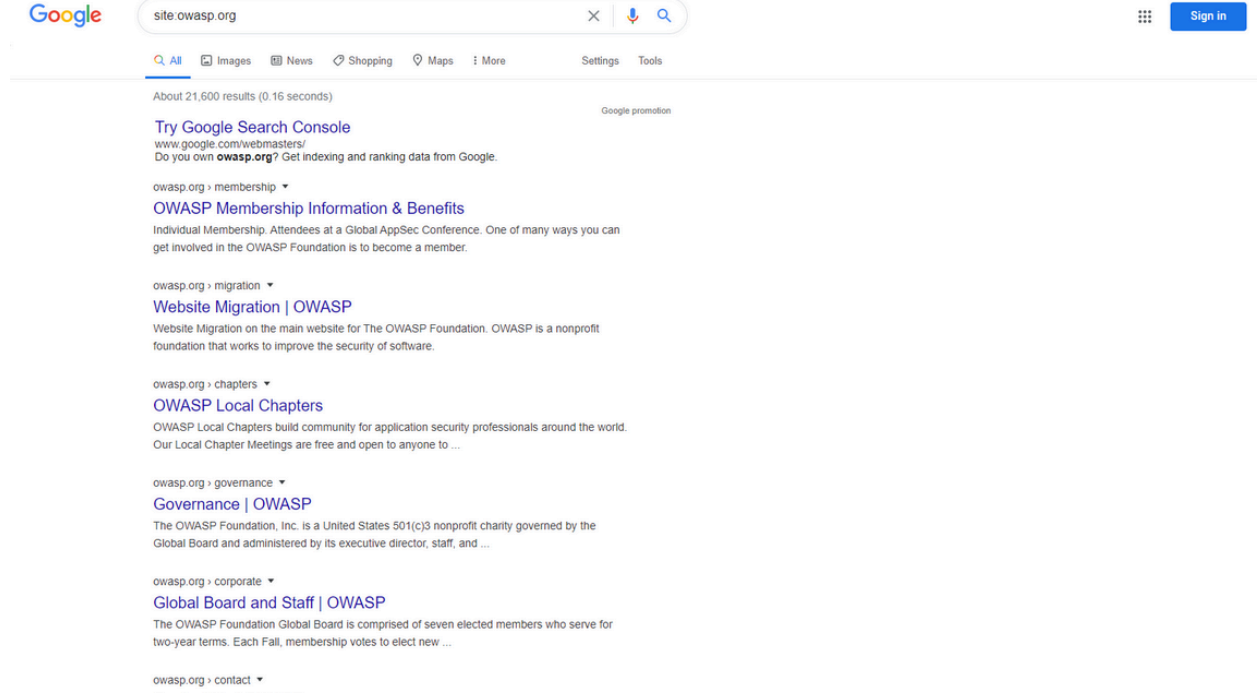 Google
site:owasp.org
Sign in
All Images News Shopping Maps More Settings Tools
About 21,600 results (0.16 seconds)
Google promotion
Try Google Search Console
www.google.com/webmasters/
Do you own owasp.org? Get indexing and ranking data from Google.
owasp.org › membership
OWASP Membership Information & Benefits
Individual Membership. Attendees at a Global AppSec Conference. One of many ways you can
get involved in the OWASP Foundation is to become a member.
owasp.org › migration
Website Migration | OWASP
Website Migration on the main website for The OWASP Foundation. OWASP is a nonprofit
foundation that works to improve the security of software.
owasp.org › chapters
OWASP Local Chapters
OWASP Local Chapters build community for application security professionals around the world.
Our Local Chapter Meetings are free and open to anyone to ...
owasp.org › governance
Governance | OWASP
The OWASP Foundation, Inc. is a United States 501(c)3 nonprofit charity governed by the
Global Board and administered by its executive director, staff, and ...
owasp.org › corporate
Global Board and Staff | OWASP
The OWASP Foundation Global Board is comprised of seven elected members who serve for
two-year terms. Each Fall, membership votes to elect new ...
owasp.org › contact